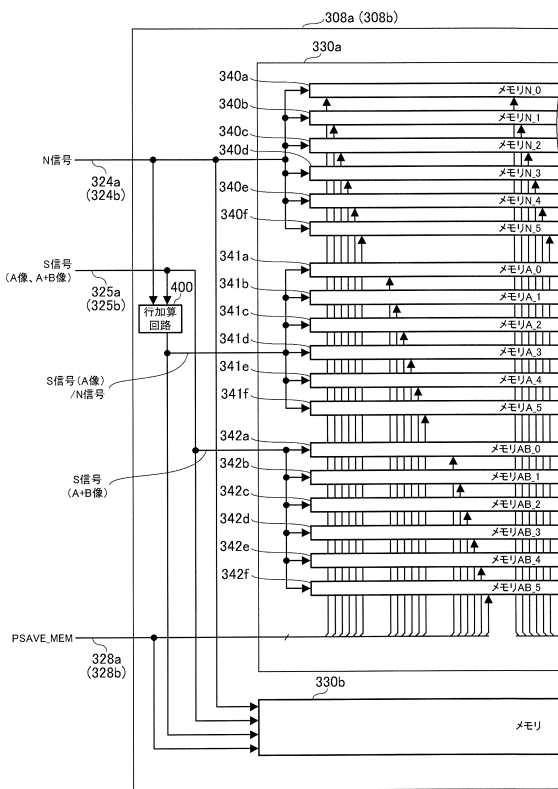 308a (308b)
330a
340a
メモリN_0
340b
メモリN_1
340c
メモリN_2
340d
メモリN_3
340e
メモリN_4
340f
メモリN_5
N信号
324a
(324b)
S信号
(A像、A+B像)
325a
(325b)
400
行加算
回路
341a
メモリA_0
341b
メモリA_1
341c
メモリA_2
341d
メモリA_3
341e
メモリA_4
341f
メモリA_5
S信号(A像)
/N信号
342a
メモリAB_0
342b
メモリAB_1
342c
メモリAB_2
342d
メモリAB_3
342e
メモリAB_4
342f
メモリAB_5
S信号
(A+B像)
PSAVE_MEM
328a
(328b)
330b
メモリ